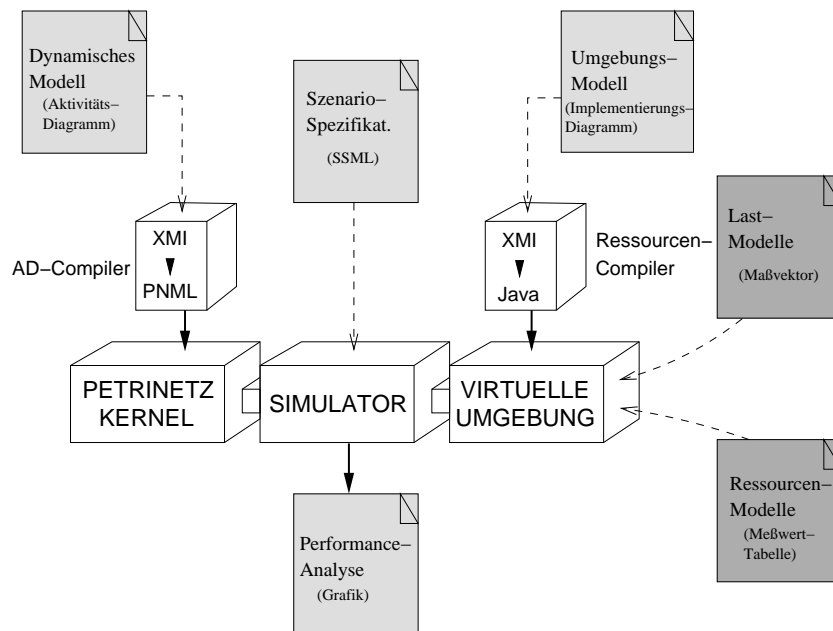 Dynamisches
Modell
(Aktivitäts–
Diagramm)
Szenario–
Spezifikat.
(SSML)
Umgebungs–
Modell
(Implementierungs–
Diagramm)
Last–
Modelle
(Maßvektor)
AD–Compiler
XMI
PNML
XMI
Java
Ressourcen–
Compiler
PETRINETZ
KERNEL
SIMULATOR
VIRTUELLE
UMGEBUNG
Performance–
Analyse
(Grafik)
Ressourcen–
Modelle
(Meßwert–
Tabelle)